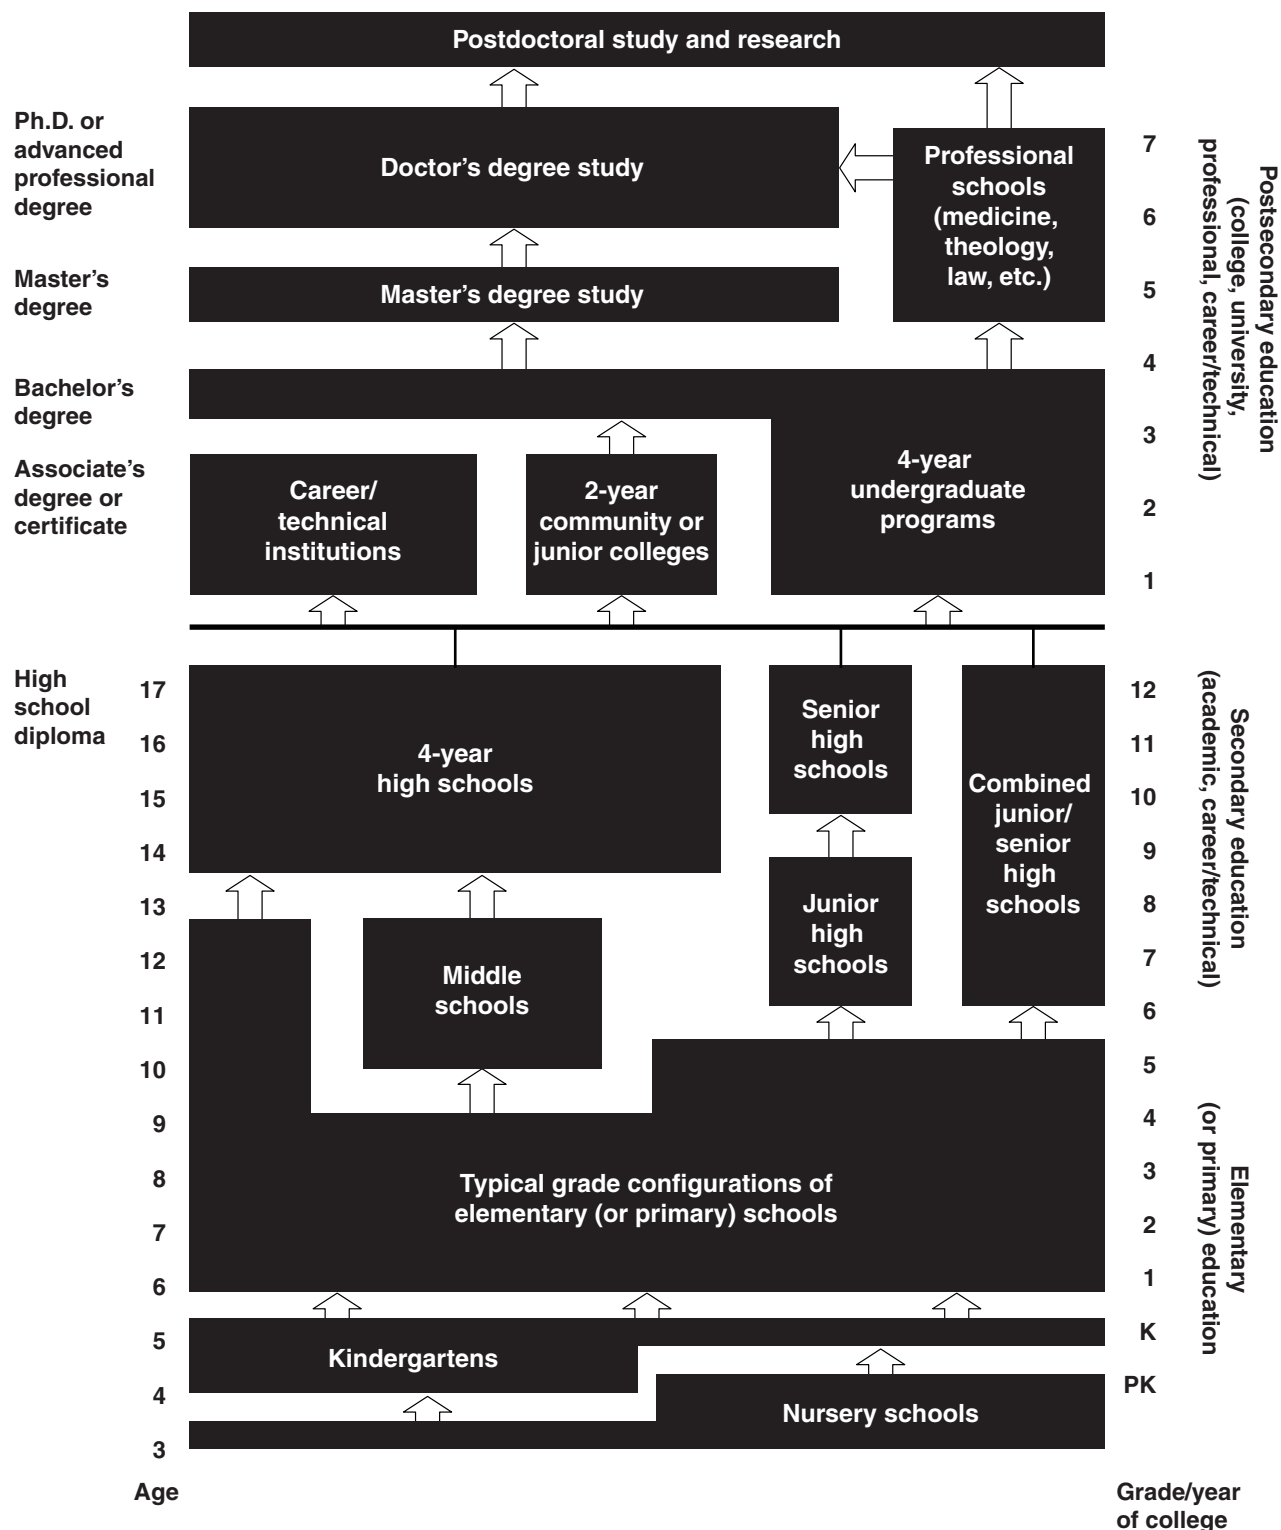 Postdoctoral study and research
Ph.D. or
advanced
professional
degree
Doctor’s degree study
Professional
schools
(medicine,
theology,
law, etc.)
7
6
5
Master’s
degree
Master’s degree study
4
Bachelor’s
degree
3
Associate’s
degree or
certificate
Career/
technical
institutions
2-year
community or
junior colleges
4-year
undergraduate
programs
2
1
Postsecondary education
(college, university,
professional, career/technical)
High
school
diploma
17
16
15
14
13
12
11
10
9
8
7
6
5
4
3
Age
4-year
high schools
Senior
high
schools
Combined
junior/
senior
high
schools
Junior
high
schools
Middle
schools
Typical grade configurations of
elementary (or primary) schools
Kindergartens
Nursery schools
12
11
10
9
8
7
6
5
4
3
2
1
K
PK
Grade/year
of college
Secondary education
(academic, career/technical)
Elementary
(or primary) education